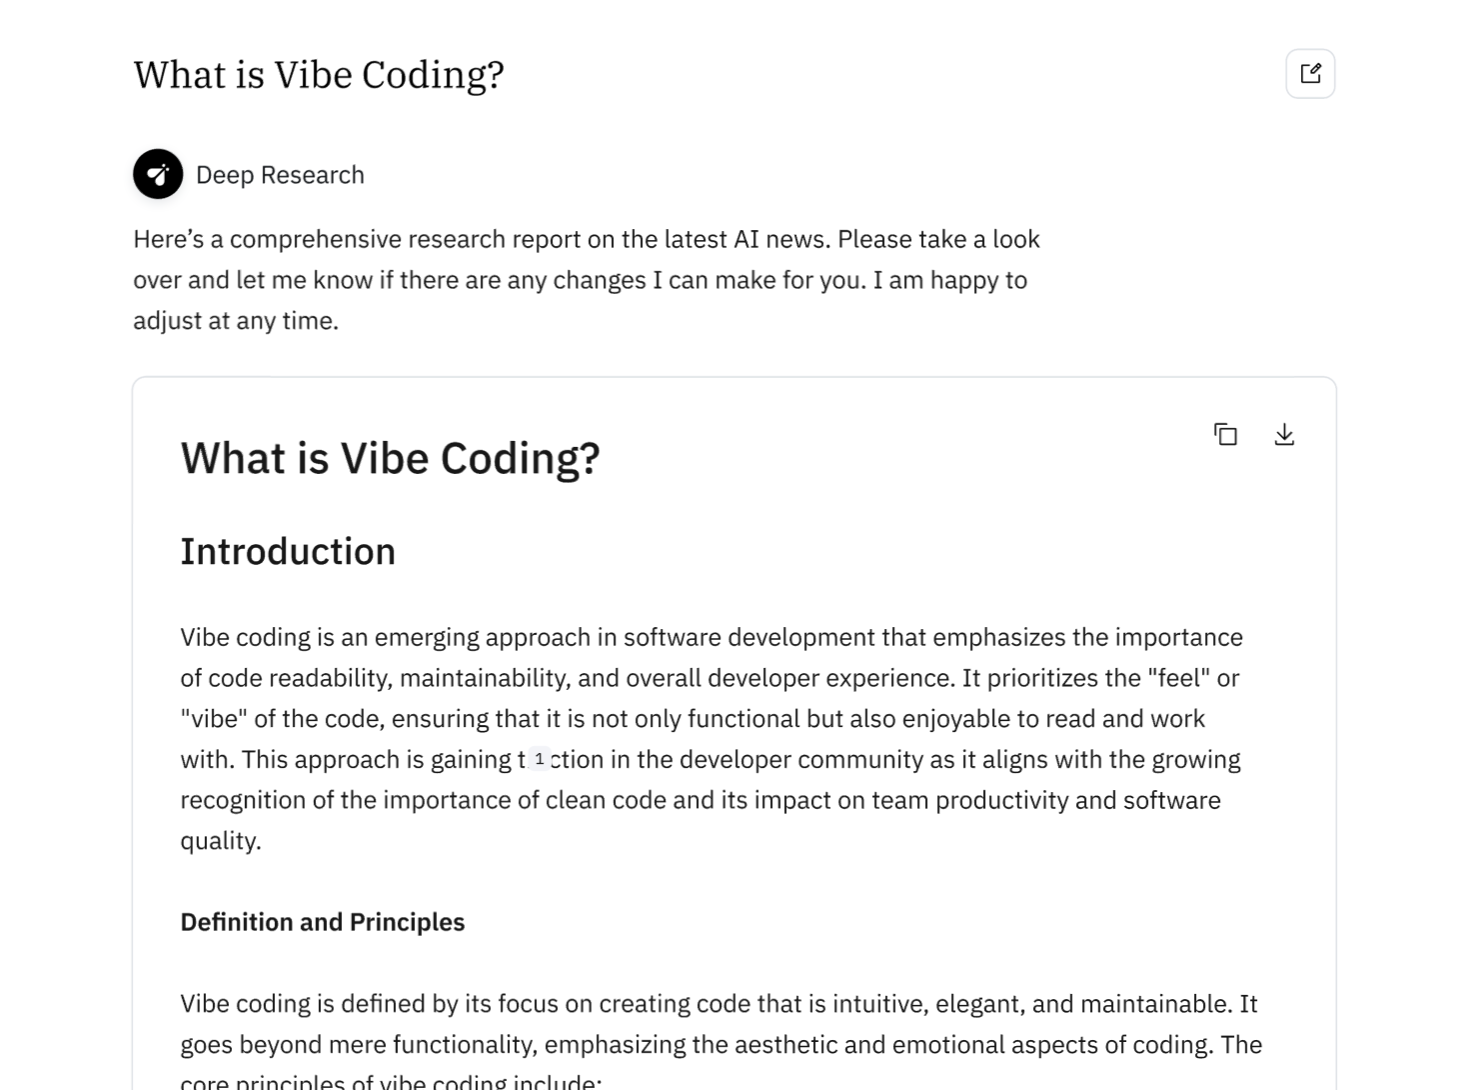 What is Vibe Coding?
Deep Research
Here’s a comprehensive research report on the latest AI news. Please take a look
over and let me know if there are any changes I can make for you. I am happy to
adjust at any time.
What is Vibe Coding?
Introduction
Vibe coding is an emerging approach in software development that emphasizes the importance
of code readability, maintainability, and overall developer experience. It prioritizes the "feel" or
"vibe" of the code, ensuring that it is not only functional but also enjoyable to read and work
with. This approach is gaining t 1 ction in the developer community as it aligns with the growing
recognition of the importance of clean code and its impact on team productivity and software
quality.
Definition and Principles
Vibe coding is defined by its focus on creating code that is intuitive, elegant, and maintainable. It
goes beyond mere functionality, emphasizing the aesthetic and emotional aspects of coding. The
core principles of vibe coding include: